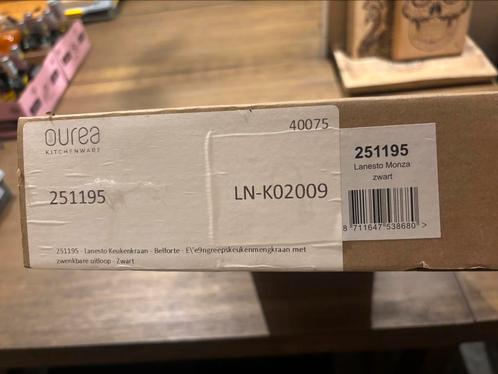 ourea
KITCHENWARE
40075
251195
LN-K02009
251195 - Lanesto Keukenkraan - Belforte - E\'e9ngreepskeukenmengkraan met
zwenkbare uitloop - Zwart
251195
Lanesto Monza
zwart
8 711647 538680 >